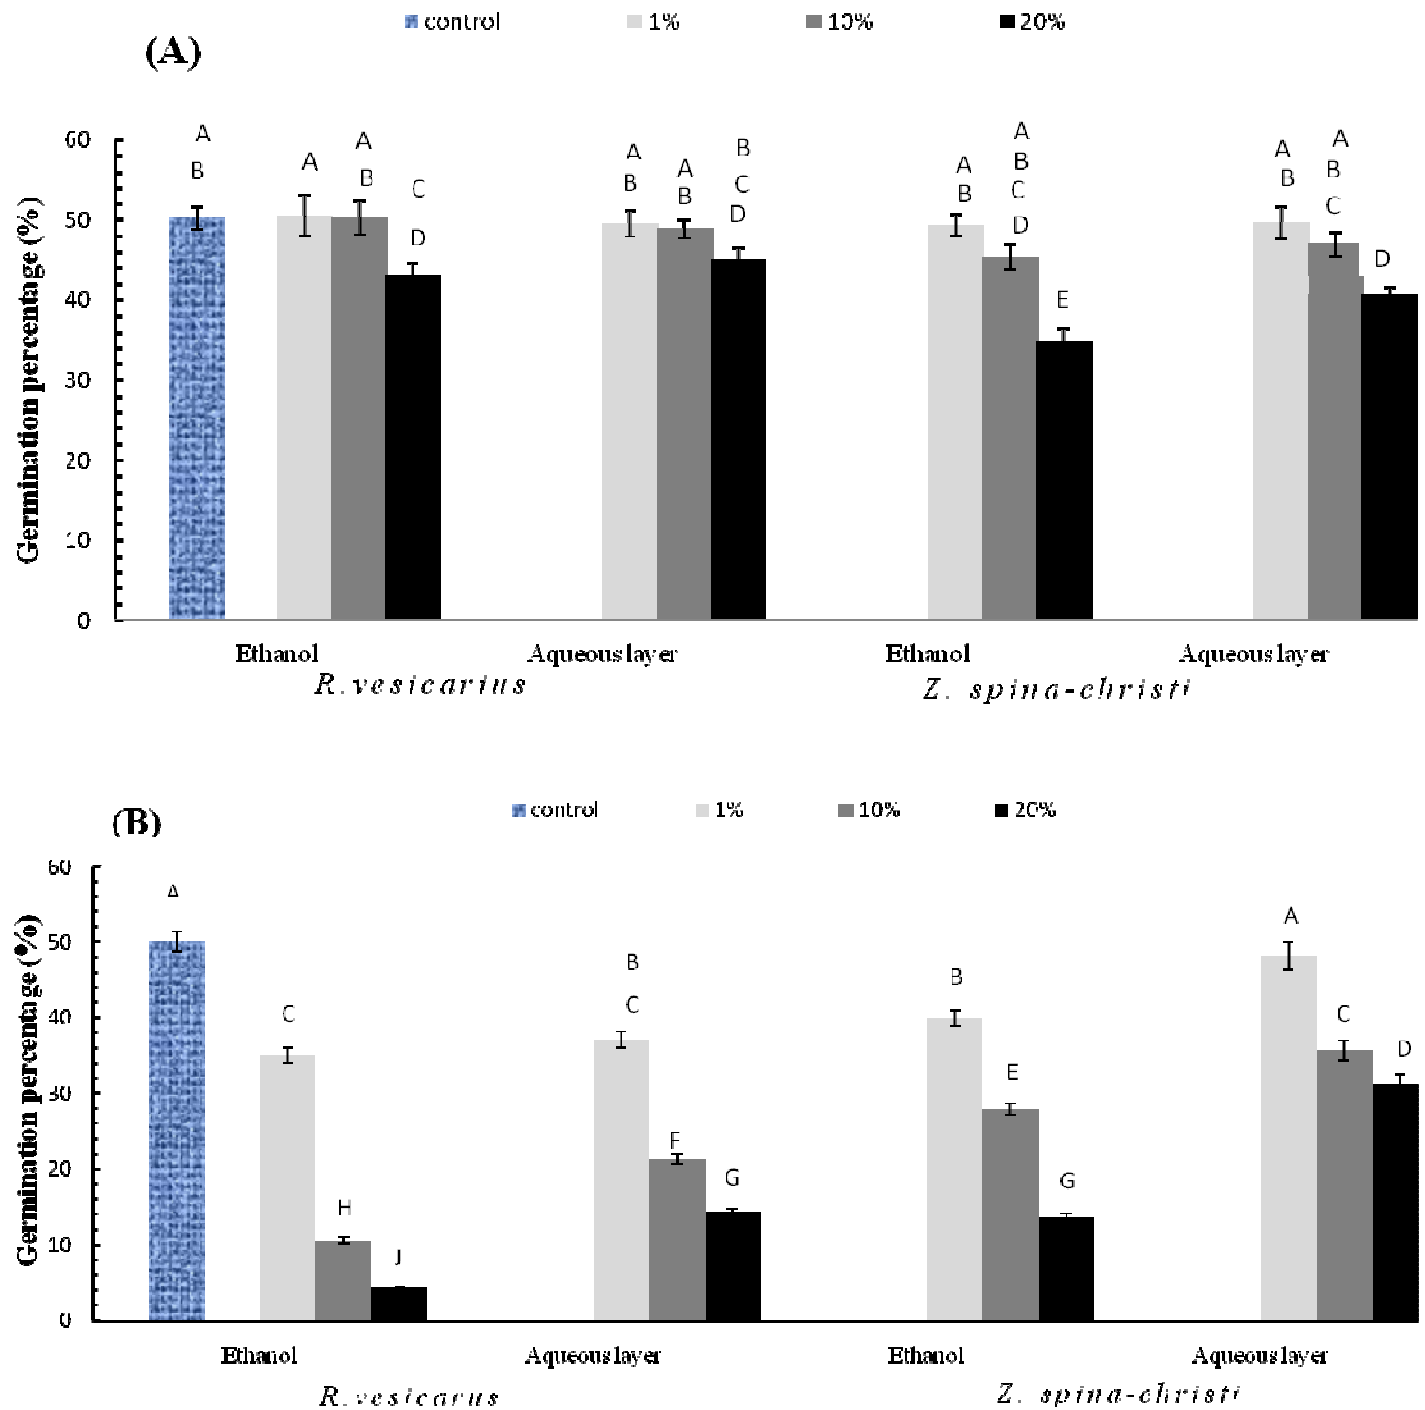 control 1% 10% 20%
(A)
Germination percentage (%)
60
50
40
30
20
10
0
A
B
A
A
B
C
D
A
B
A
B
B
C
D
A
B
A
B
C
D
E
A
B
A
B
C
D
Ethanol Aqueous layer Ethanol Aqueous layer
R.vesicarius Z. spina-christi
control 1% 10% 20%
(B)
Germination percentage (%)
60
50
40
30
20
10
0
A
C
H
J
B
C
F
G
B
E
G
A
C
D
Ethanol Aqueous layer Ethanol Aqueous layer
R.vesicarus Z. spina-christi